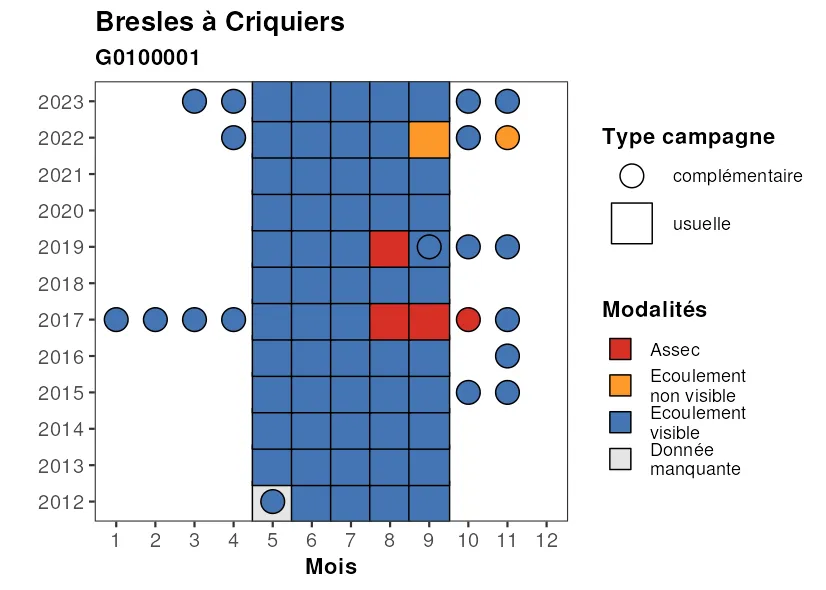 Bresles à Criquiers
G0100001
2023
2022
2021
2020
2019
2018
2017
2016
2015
2014
2013
2012
1 2 3 4 5 6 7 8 9 10 11 12
Mois
Type campagne
complémentaire
usuelle
Modalités
Assec
Ecoulement
non visible
Ecoulement
visible
Donnée
manquante